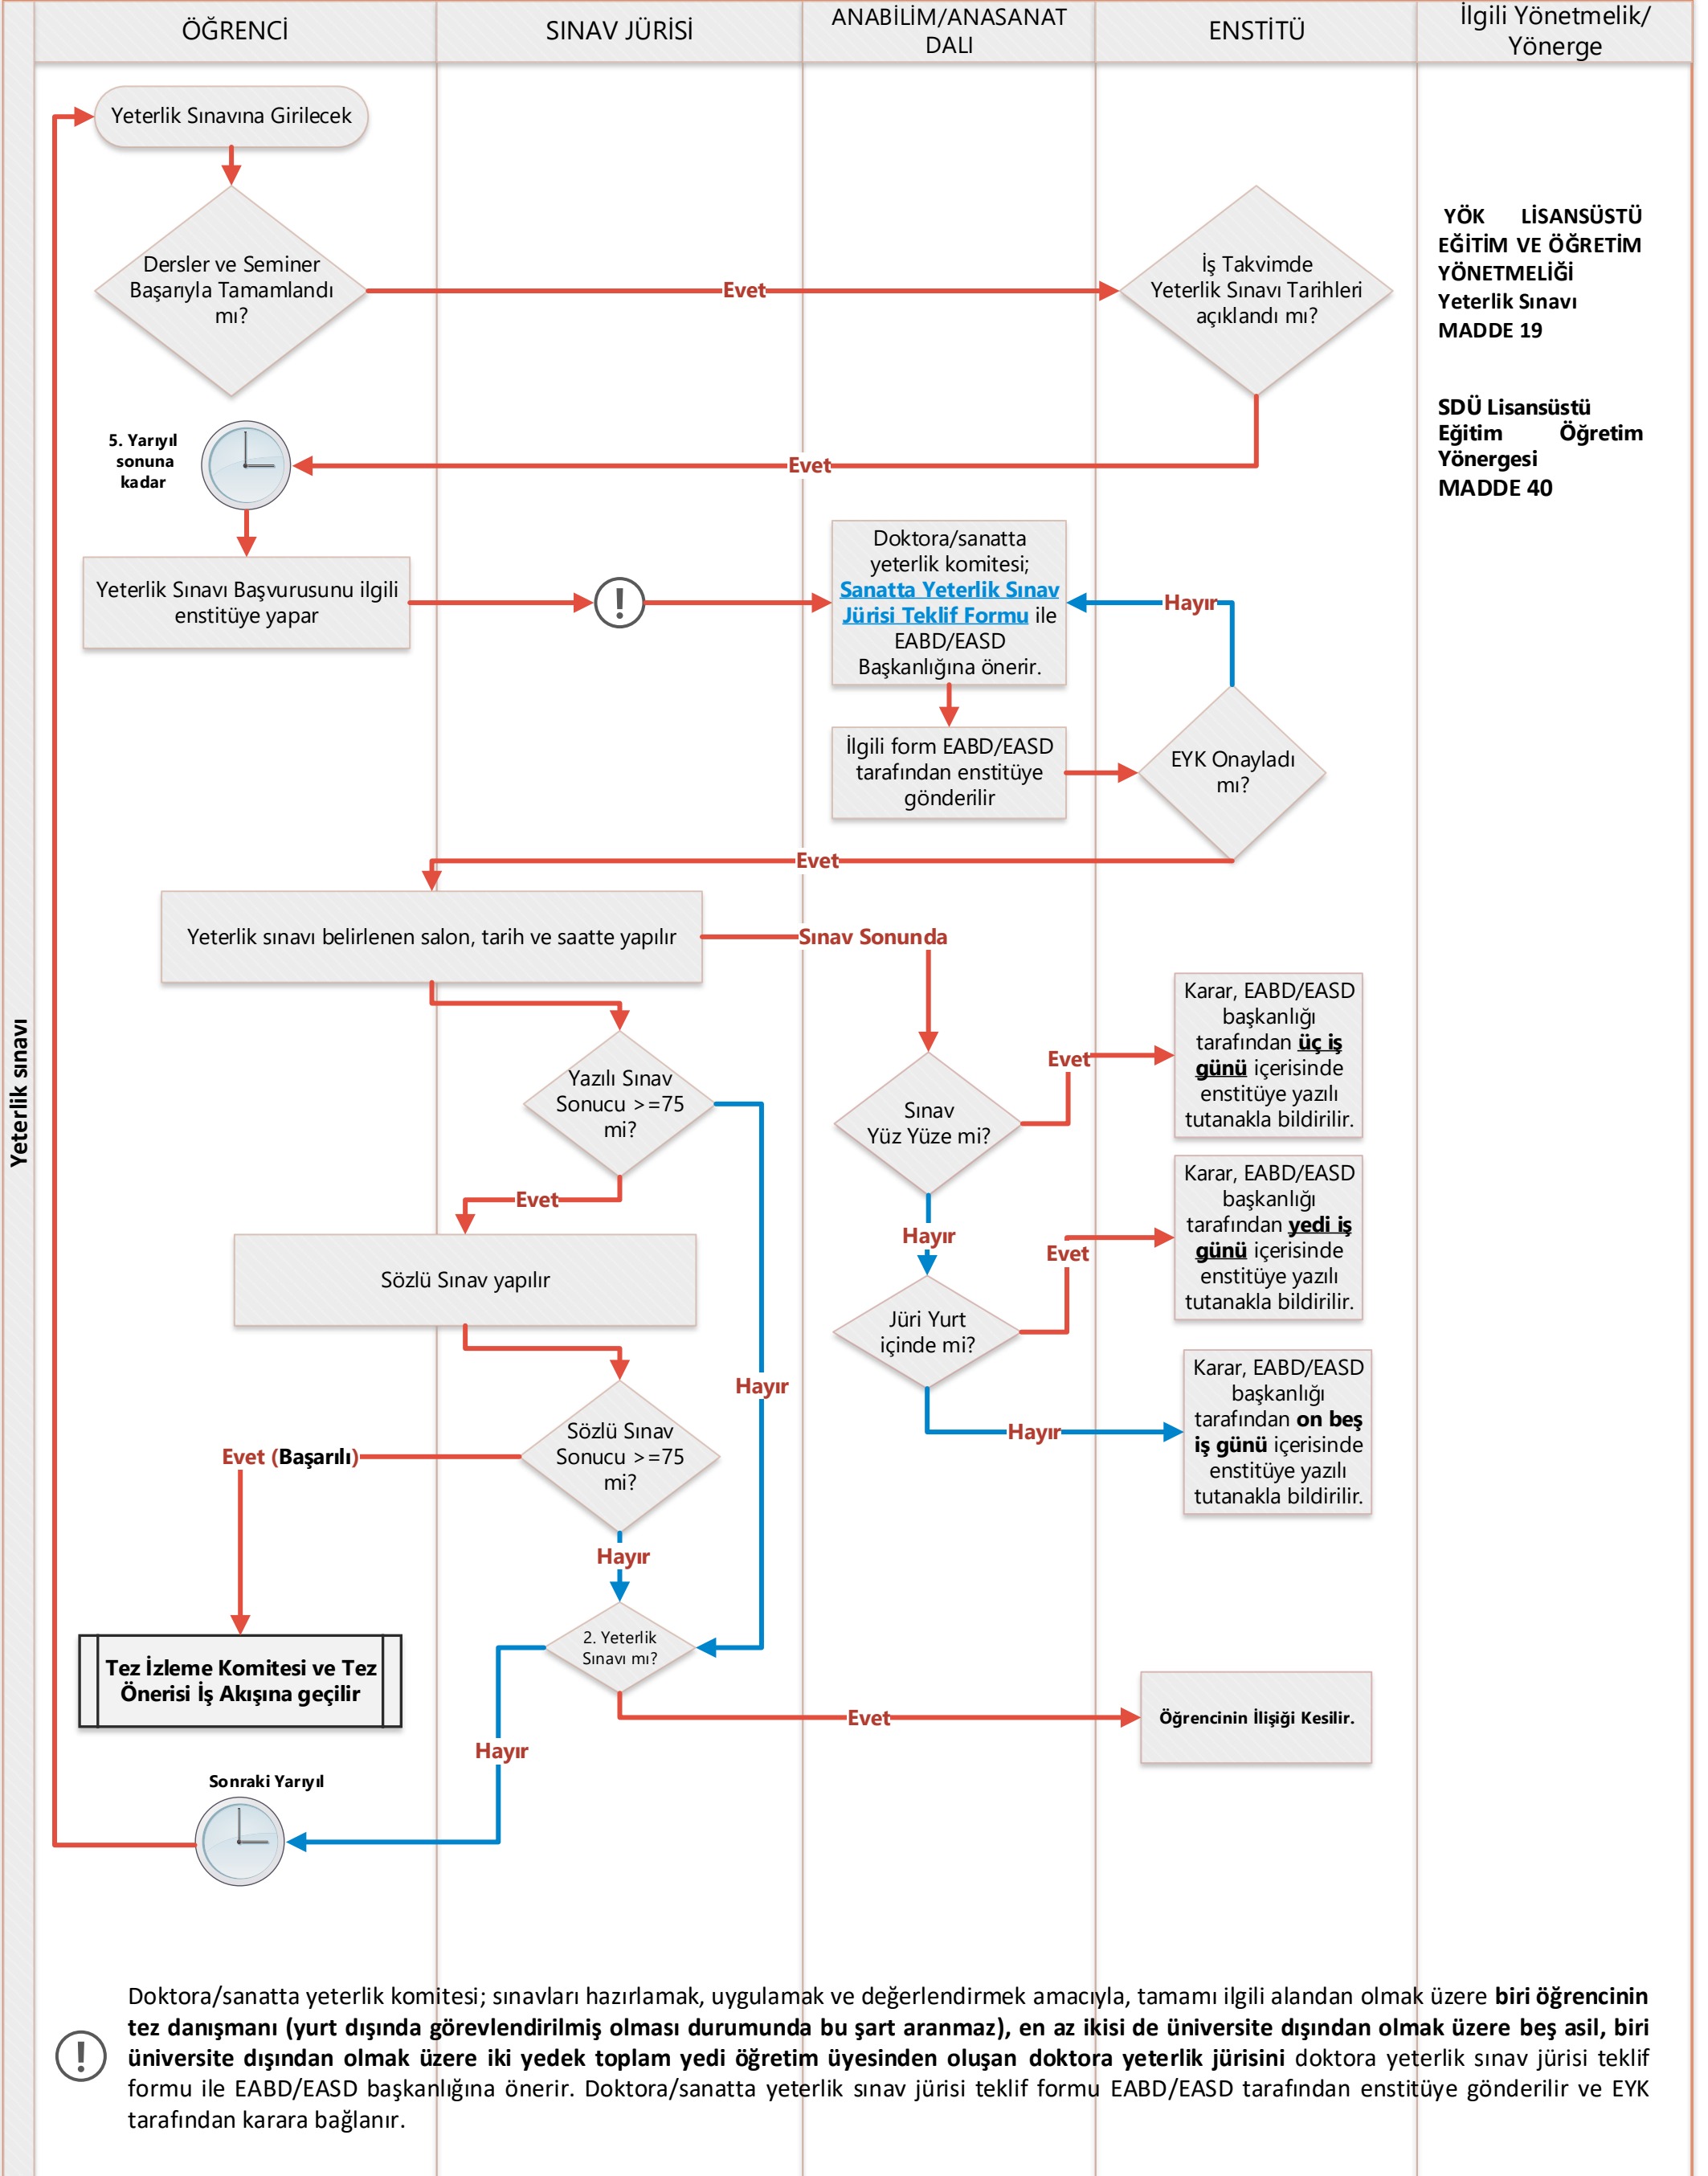 ÖĞRENCİ
SINAV JÜRİSİ
ANABİLİM/ANASANAT
DALI
ENSTİTÜ
İlgili Yönetmelik/
Yönerge
Yeterlik sınavı
Yeterlik Sınavına Girilecek
Dersler ve Seminer
Başarıyla Tamamlandı
mı?
Evet
İş Takvimde
Yeterlik Sınavı Tarihleri
açıklandı mı?
YÖK LİSANSÜSTÜ
EĞİTİM VE ÖĞRETİM
YÖNETMELİĞİ
Yeterlik Sınavı
MADDE 19
SDÜ Lisansüstü
Eğitim Öğretim
Yönergesi
MADDE 40
5. Yarıyıl
sonuna
kadar
Evet
Yeterlik Sınavı Başvurusunu ilgili
enstitüye yapar
!
Doktora/sanatta
yeterlik komitesi;
Sanatta Yeterlik Sınav
Jürisi Teklif Formu ile
EABD/EASD
Başkanlığına önerir.
Hayır
İlgili form EABD/EASD
tarafından enstitüye
gönderilir
EYK Onayladı
mı?
Evet
Yeterlik sınavı belirlenen salon, tarih ve saatte yapılır
Sınav Sonunda
Yazılı Sınav
Sonucu >=75
mi?
Sınav
Yüz Yüze mi?
Evet
Karar, EABD/EASD
başkanlığı
tarafından üç iş
günü içerisinde
enstitüye yazılı
tutanakla bildirilir.
Evet
Hayır
Sözlü Sınav yapılır
Jüri Yurt
içinde mi?
Evet
Karar, EABD/EASD
başkanlığı
tarafından yedi iş
günü içerisinde
enstitüye yazılı
tutanakla bildirilir.
Hayır
Hayır
Karar, EABD/EASD
başkanlığı
tarafından on beş
iş günü içerisinde
enstitüye yazılı
tutanakla bildirilir.
Sözlü Sınav
Sonucu >=75
mi?
Evet (Başarılı)
Hayır
2. Yeterlik
Sınavı mı?
Tez İzleme Komitesi ve Tez
Önerisi İş Akışına geçilir
Evet
Öğrencinin İlişiği Kesilir.
Hayır
Sonraki Yarıyıl
!
Doktora/sanatta yeterlik komitesi; sınavları hazırlamak, uygulamak ve değerlendirmek amacıyla, tamamı ilgili alandan olmak üzere biri öğrencinin
tez danışmanı (yurt dışında görevlendirilmiş olması durumunda bu şart aranmaz), en az ikisi de üniversite dışından olmak üzere beş asil, biri
üniversite dışından olmak üzere iki yedek toplam yedi öğretim üyesinden oluşan doktora yeterlik jürisini doktora yeterlik sınav jürisi teklif
formu ile EABD/EASD başkanlığına önerir. Doktora/sanatta yeterlik sınav jürisi teklif formu EABD/EASD tarafından enstitüye gönderilir ve EYK
tarafından karara bağlanır.